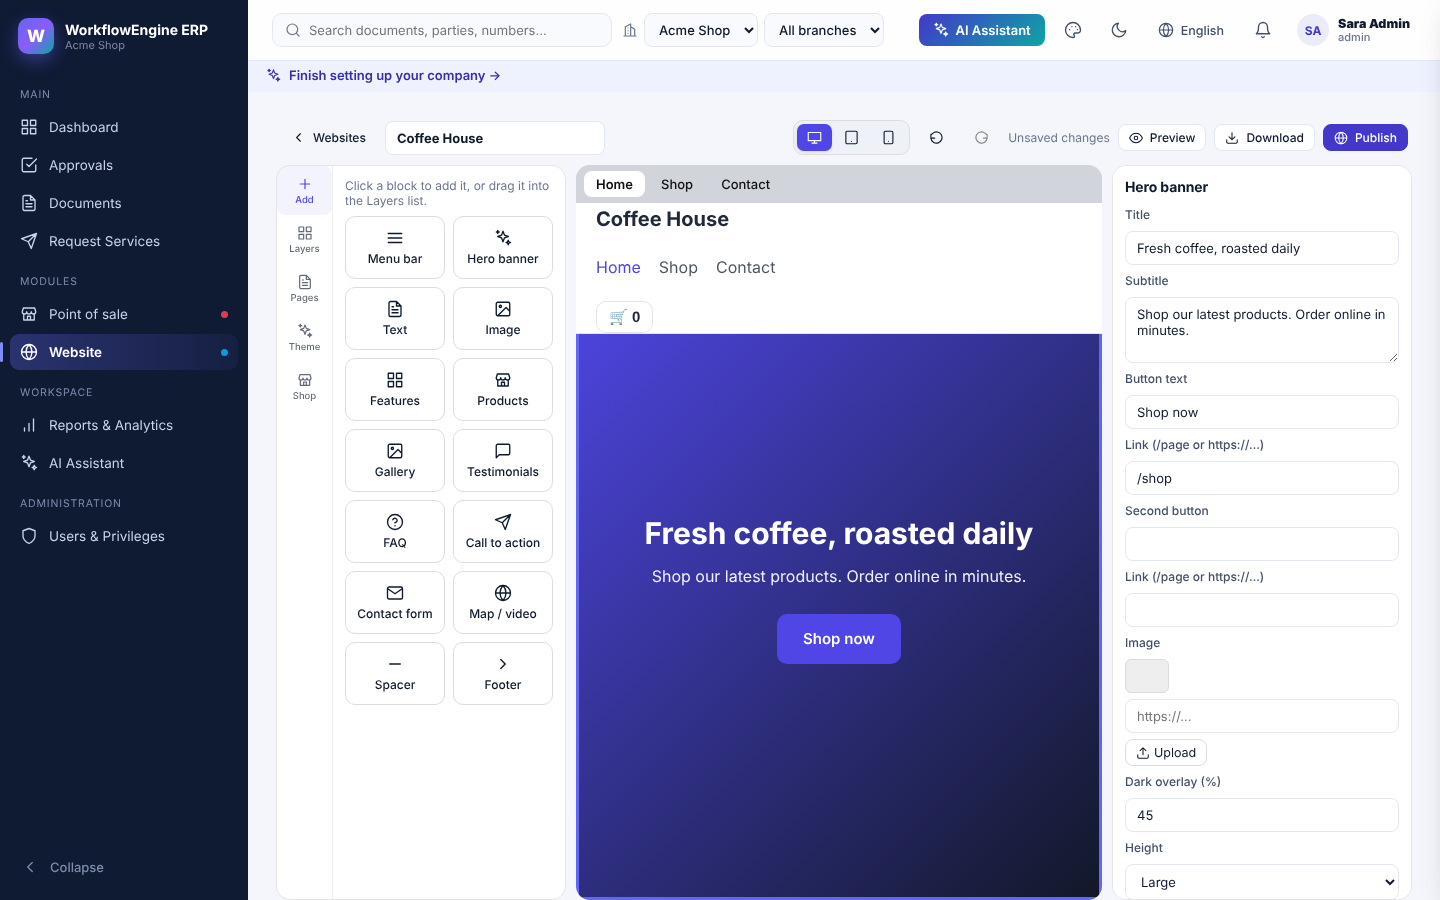 W
WorkflowEngine ERP
Acme Shop
MAIN
Dashboard
Approvals
Documents
Request Services
MODULES
Point of sale
Website
WORKSPACE
Reports & Analytics
AI Assistant
ADMINISTRATION
Users & Privileges
Collapse
Search documents, parties, numbers...
Acme Shop
All branches
AI Assistant
English
SA
Sara Admin
admin
Finish setting up your company →
Websites
Coffee House
Unsaved changes
Preview
Download
Publish
Add
Layers
Pages
Theme
Shop
Click a block to add it, or drag it into
the Layers list.
Menu bar
Hero banner
Text
Image
Features
Products
Gallery
Testimonials
FAQ
Call to action
Contact form
Map / video
Spacer
Footer
Home
Shop
Contact
Coffee House
Home
Shop
Contact
0
Fresh coffee, roasted daily
Shop our latest products. Order online in minutes.
Shop now
Hero banner
Title
Fresh coffee, roasted daily
Subtitle
Shop our latest products. Order online in
minutes.
Button text
Shop now
Link (/page or https://...)
/shop
Second button
Link (/page or https://...)
Image
https://...
Upload
Dark overlay (%)
45
Height
Large